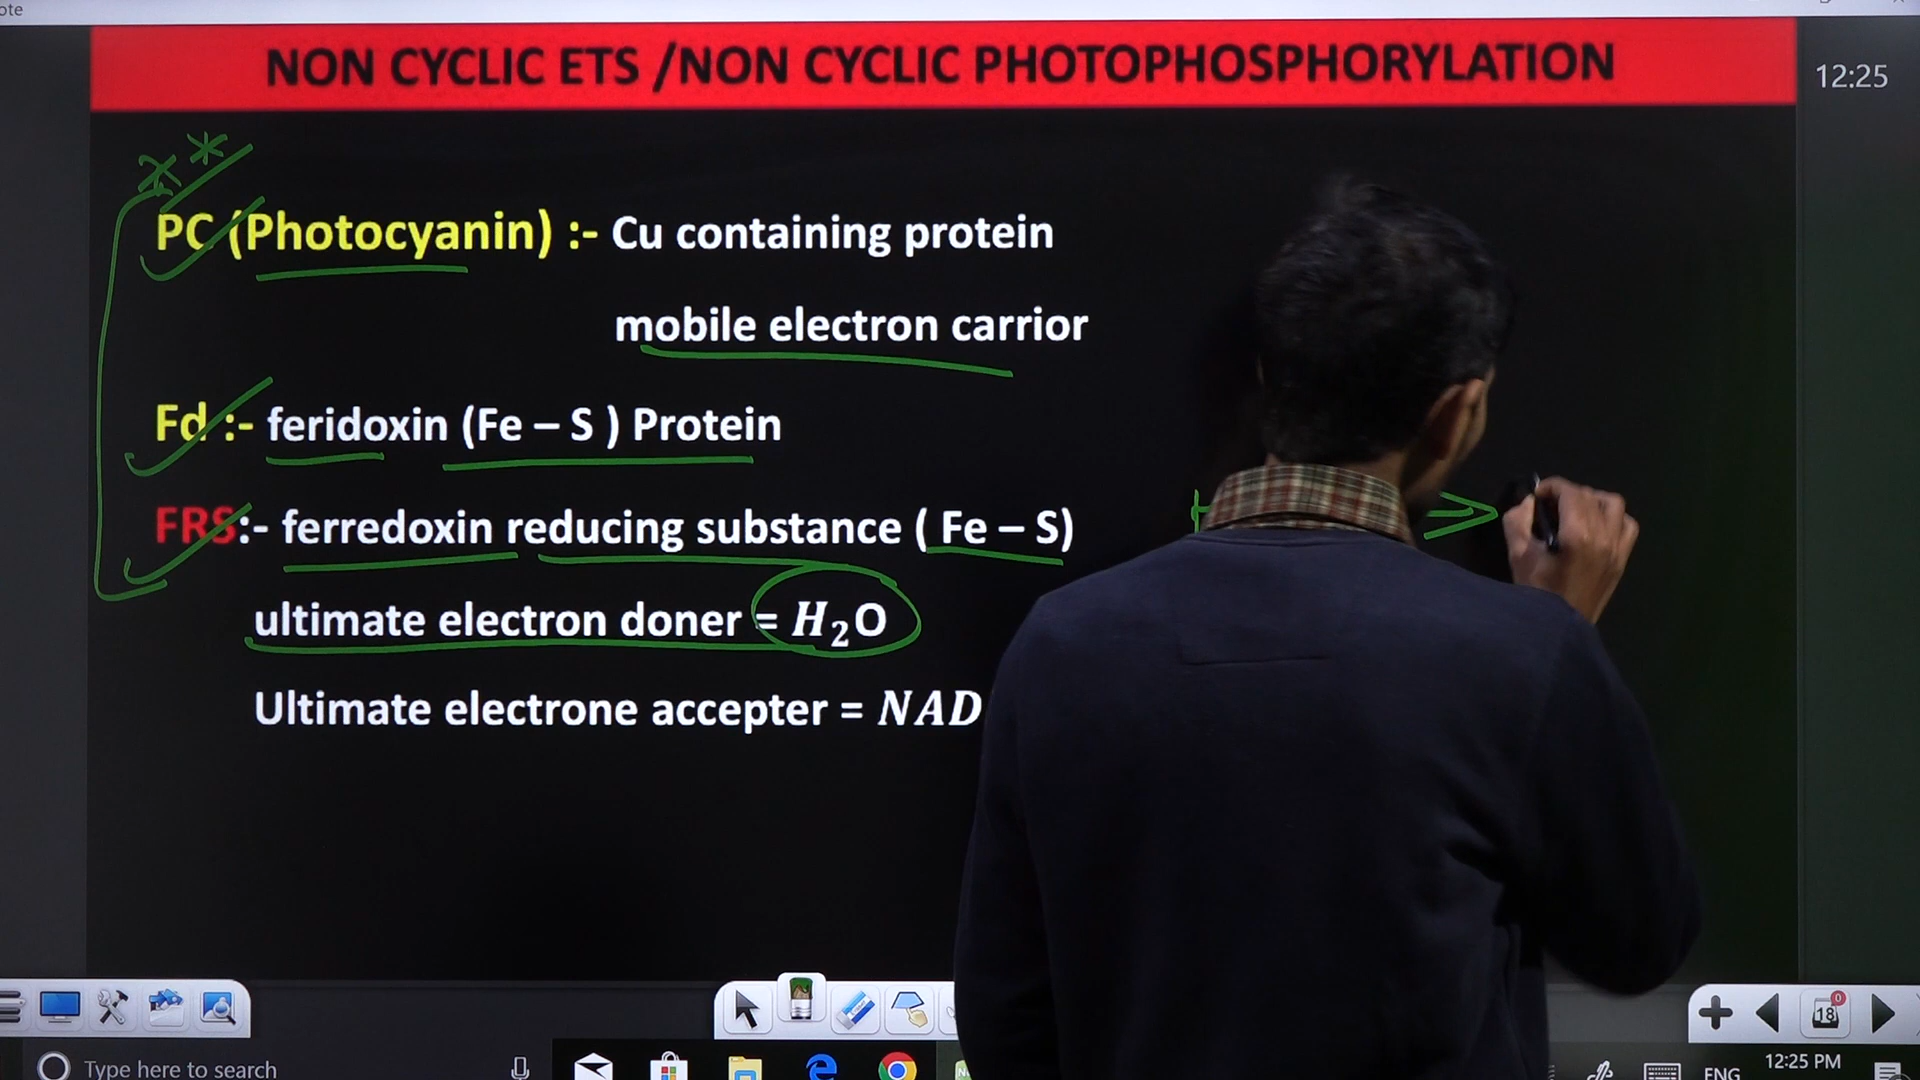 ote
NON CYCLIC ETS /NON CYCLIC PHOTOPHOSPHORYLATION
12:25
PC (Photocyanin) :- Cu containing protein
mobile electron carrior
Fd :- feridoxin (Fe – S ) Protein
FRS:- ferredoxin reducing substance ( Fe – S)
ultimate electron doner = H₂O
Ultimate electrone accepter = NAD
18
0
Type here to search
ENG
12:25 PM